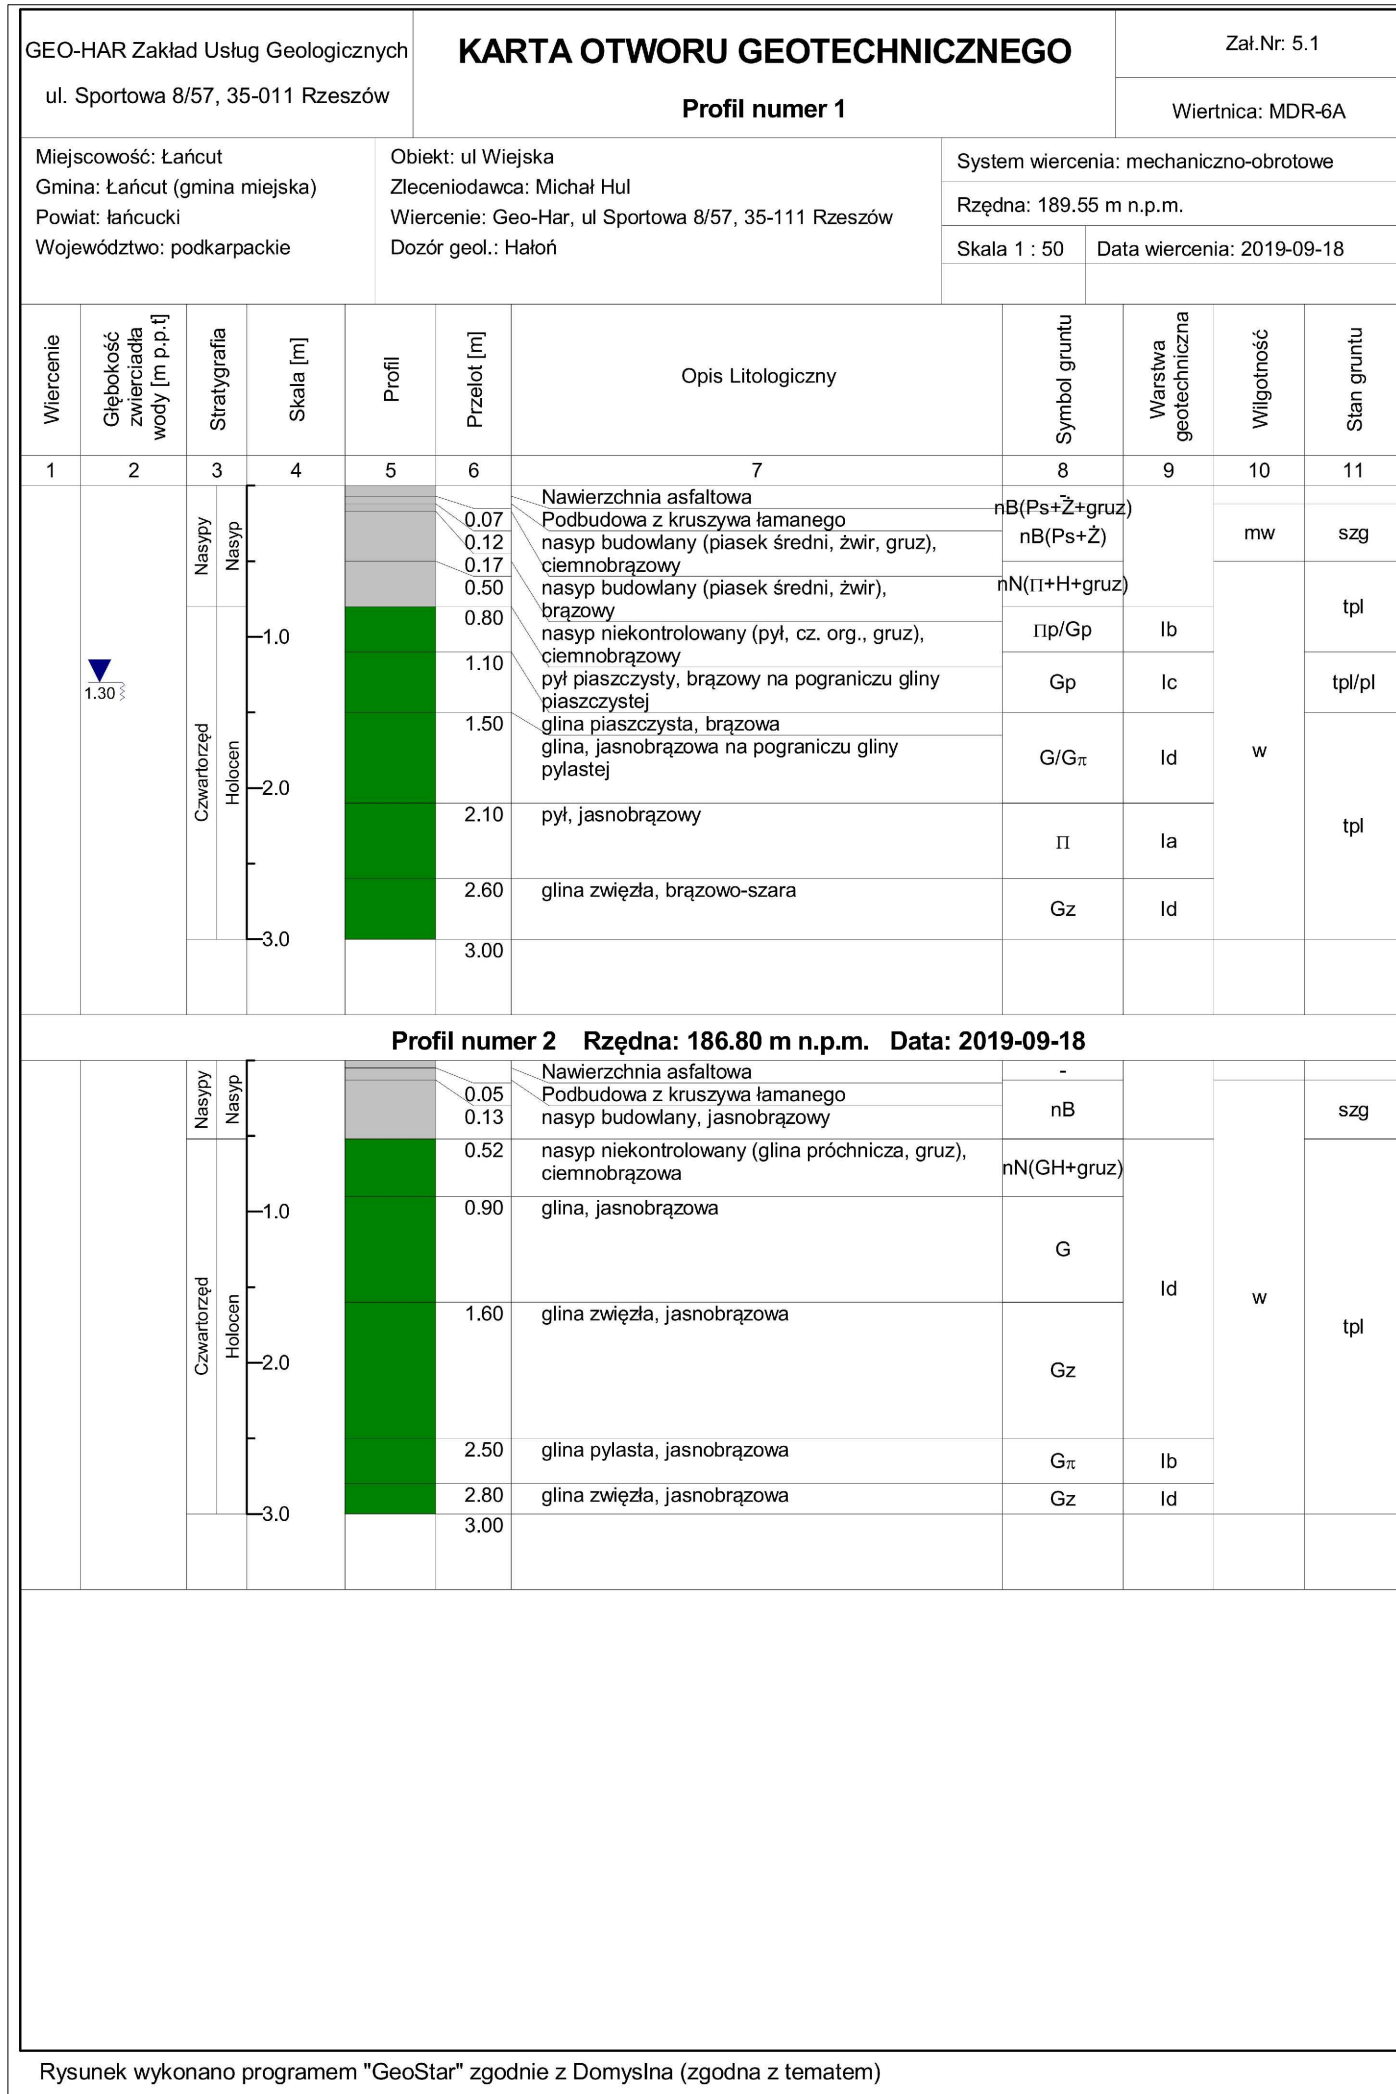 GEO-HAR Zakład Usług Geologicznych
ul. Sportowa 8/57, 35-011 Rzeszów
KARTA OTWORU GEOTECHNICZNEGO
Profil numer 1
Zał.Nr: 5.1
Wiertnica: MDR-6A
Miejscowość: Łańcut
Gmina: Łańcut (gmina miejska)
Powiat: łańcucki
Województwo: podkarpackie
Obiekt: ul Wiejska
Zleceniodawca: Michał Hul
Wiercenie: Geo-Har, ul Sportowa 8/57, 35-111 Rzeszów
Dozór geol.: Hałoń
System wiercenia: mechaniczno-obrotowe
Rzędna: 189.55 m n.p.m.
Skala 1 : 50
Data wiercenia: 2019-09-18
Wiercenie
Głębokość
zwierciadła
wody [m p.p.t]
Stratygrafia
Skala [m]
Profil
Przelot [m]
Opis Litologiczny
Symbol gruntu
Warstwa
geotechniczna
Wilgotność
Stan gruntu
1 2 3 4 5 6 7 8 9 10 11
1.30
Nasypy
Nasyp
Czwartorzęd
Holocen
1.0
2.0
3.0
0.07
0.12
0.17
0.50
0.80
1.10
1.50
2.10
2.60
3.00
Nawierzchnia asfaltowa
Podbudowa z kruszywa łamanego
nasyp budowlany (piasek średni, żwir, gruz),
ciemnobrązowy
nasyp budowlany (piasek średni, żwir),
brązowy
nasyp niekontrolowany (pył, cz. org., gruz),
ciemnobrązowy
pył piaszczysty, brązowy na pograniczu gliny
piaszczystej
glina piaszczysta, brązowa
glina, jasnobrązowa na pograniczu gliny
pylastej
pył, jasnobrązowy
glina zwięzła, brązowo-szara
-
nB(Ps+Ż+gruz)
nB(Ps+Ż)
nN(Π+H+gruz)
Πp/Gp
Gp
G/Gπ
Π
Gz
Ib
Ic
Id
Ia
Id
mw
w
szg
tpl
tpl/pl
tpl
Profil numer 2 Rzędna: 186.80 m n.p.m. Data: 2019-09-18
Nasypy
Nasyp
Czwartorzęd
Holocen
1.0
2.0
3.0
0.05
0.13
0.52
0.90
1.60
2.50
2.80
3.00
Nawierzchnia asfaltowa
Podbudowa z kruszywa łamanego
nasyp budowlany, jasnobrązowy
nasyp niekontrolowany (glina próchnicza, gruz),
ciemnobrązowa
glina, jasnobrązowa
glina zwięzła, jasnobrązowa
glina pylasta, jasnobrązowa
glina zwięzła, jasnobrązowa
-
nB
nN(GH+gruz)
G
Gz
Gπ
Gz
Id
Ib
Id
w
szg
tpl
Rysunek wykonano programem "GeoStar" zgodnie z Domyslna (zgodna z tematem)